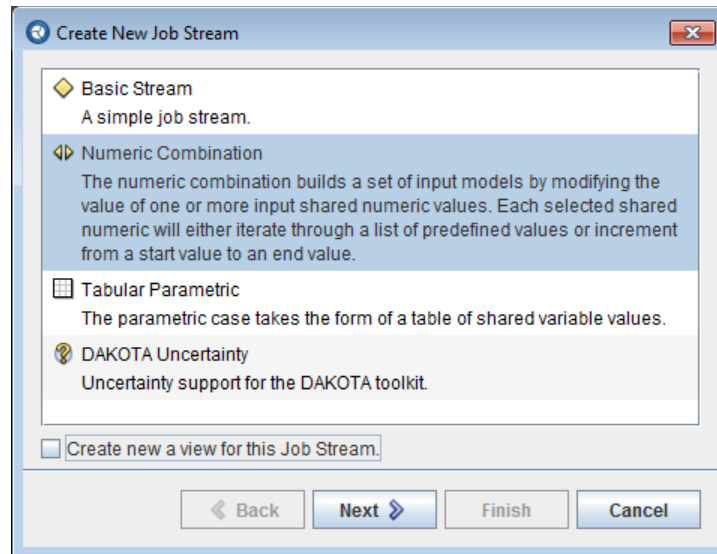 Create New Job Stream
Basic Stream
A simple job stream.
Numeric Combination
The numeric combination builds a set of input models by modifying the
value of one or more input shared numeric values. Each selected shared
numeric will either iterate through a list of predefined values or increment
from a start value to an end value.
Tabular Parametric
The parametric case takes the form of a table of shared variable values.
DAKOTA Uncertainty
Uncertainty support for the DAKOTA toolkit.
Create new a view for this Job Stream.
Back Next Finish Cancel